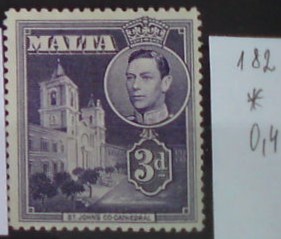 MALTA
182
*
0,4
3d
ST. JOHN'S CO-CATHEDRAL